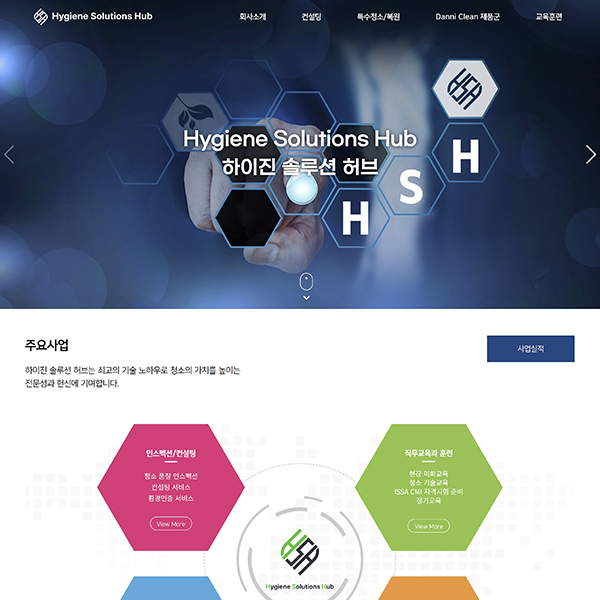 Hygiene Solutions Hub
회사소개 컨설팅 특수청소/복원 Danni Clean 제품군 교육훈련
Hygiene Solutions Hub
하이진 솔루션 허브
H
S
H
주요사업
사업실적
하이진 솔루션 허브는 최고의 기술 노하우로 청소의 가치를 높이는
전문성과 헌신에 기여합니다.
인스펙션/컨설팅
청소 품질 인스펙션
컨설팅 서비스
환경인증 서비스
View More
직무교육과 훈련
현장 미화교육
청소 기술교육
ISSA CMI 자격시험 준비
정기교육
View More
Hygiene Solutions Hub